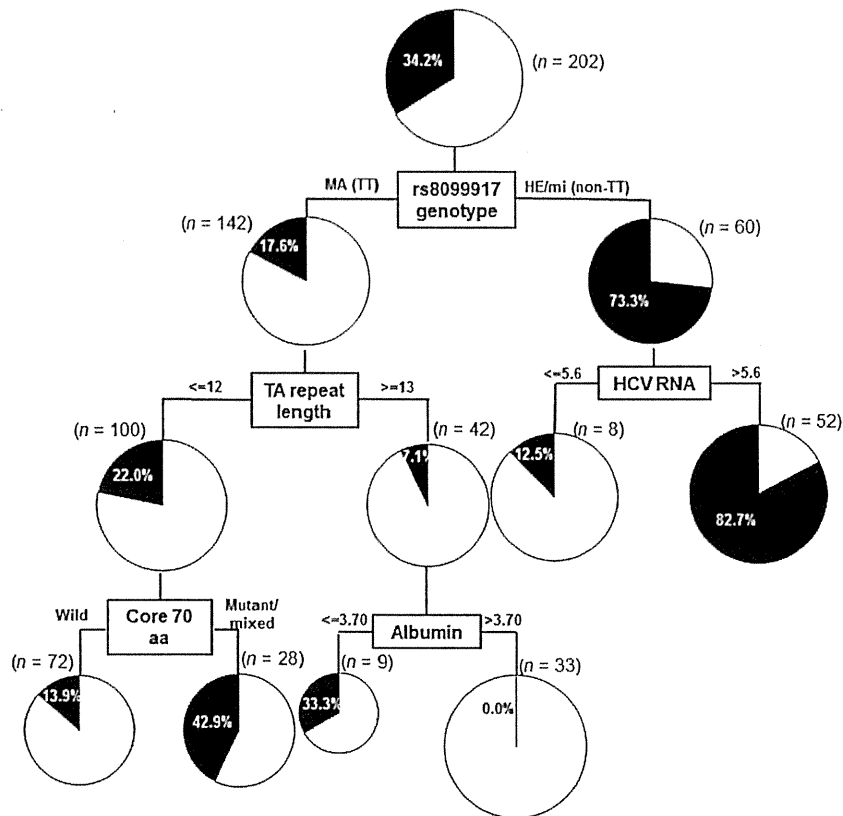 34.2%
(n = 202)
MA (TT)
rs8099917
genotype
HE/mi (non-TT)
(n = 142)
17.6%
(n = 60)
73.3%
<=12
TA repeat
length
>=13
<=5.6
HCV RNA
>5.6
(n = 100)
22.0%
(n = 42)
7.1%
(n = 8)
12.5%
(n = 52)
82.7%
Wild
Core 70
aa
Mutant/
mixed
<=3.70
Albumin
>3.70
(n = 72)
13.9%
(n = 28)
42.9%
(n = 9)
33.3%
(n = 33)
0.0%